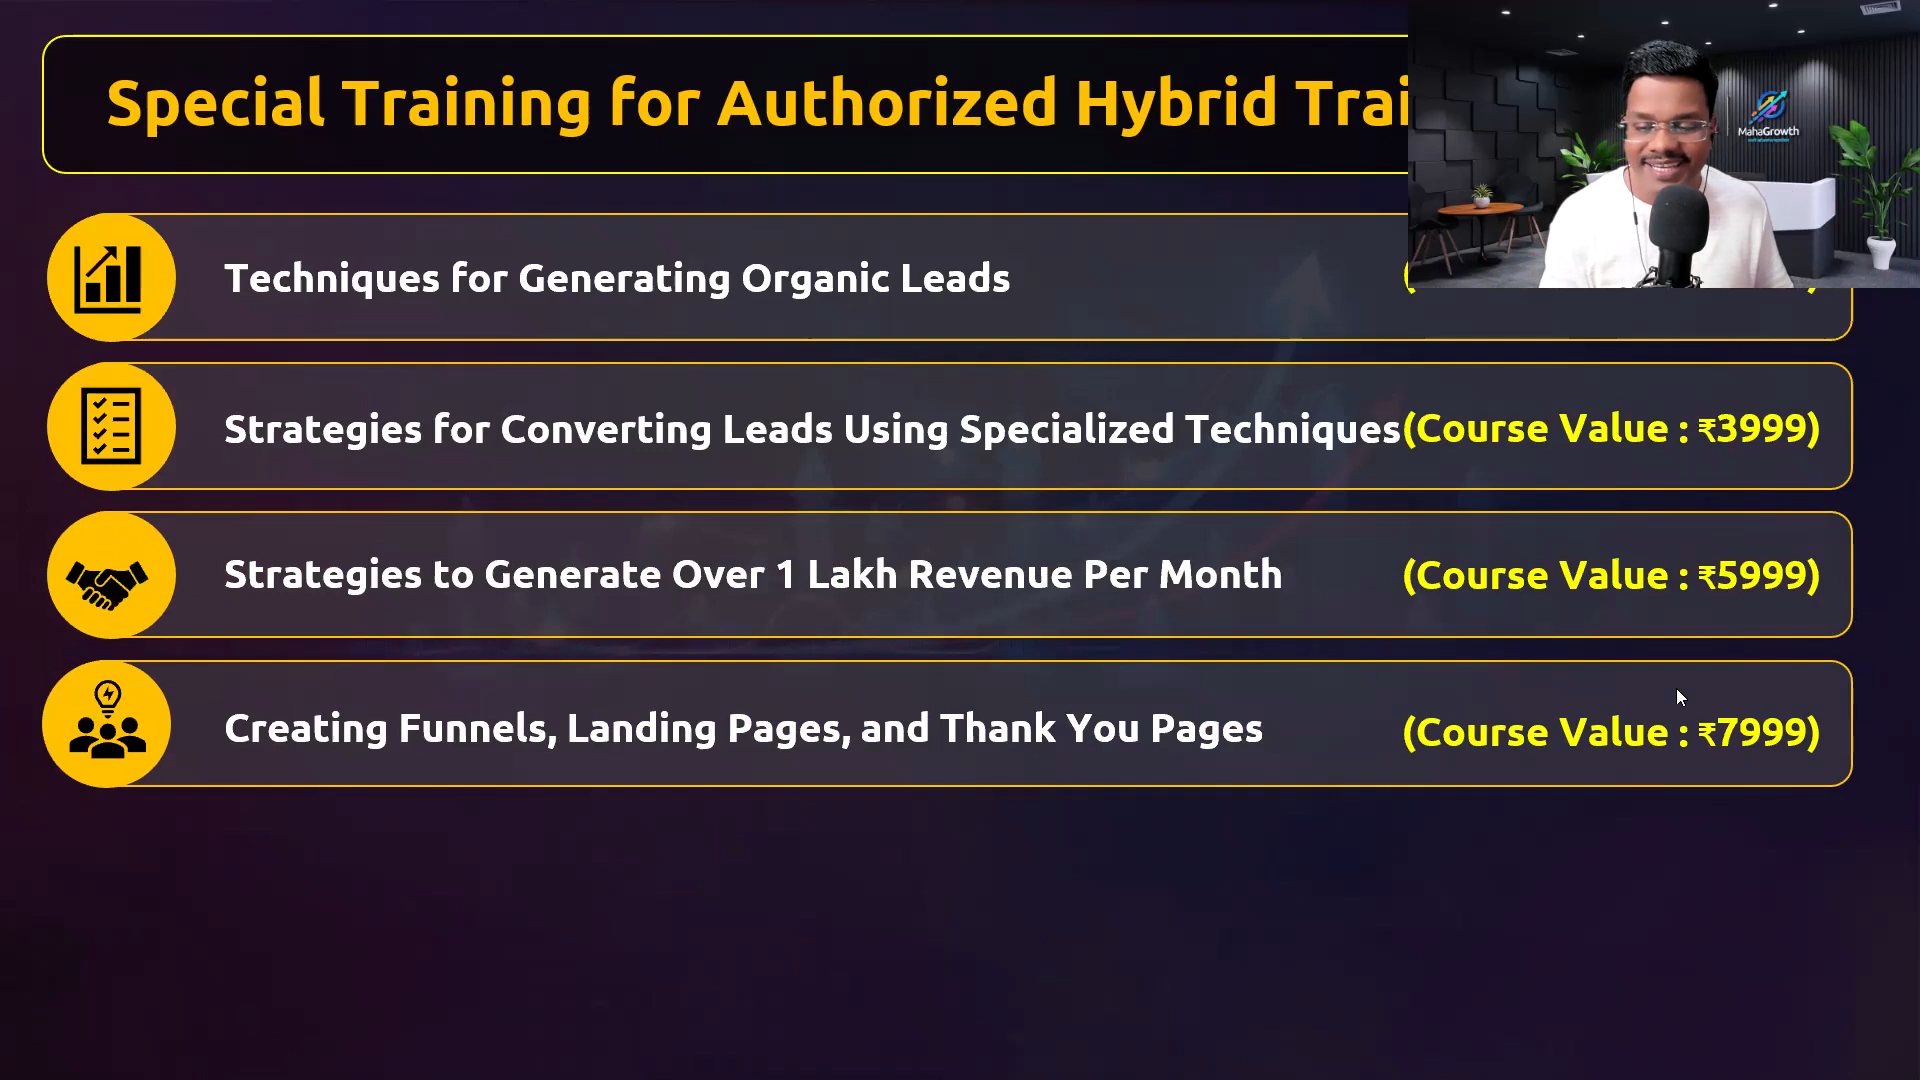 Special Training for Authorized Hybrid
MahaGrowth
Techniques for Generating Organic Leads
Strategies for Converting Leads Using Specialized Techniques (Course Value : ₹3999)
Strategies to Generate Over 1 Lakh Revenue Per Month (Course Value : ₹5999)
Creating Funnels, Landing Pages, and Thank You Pages (Course Value : ₹7999)